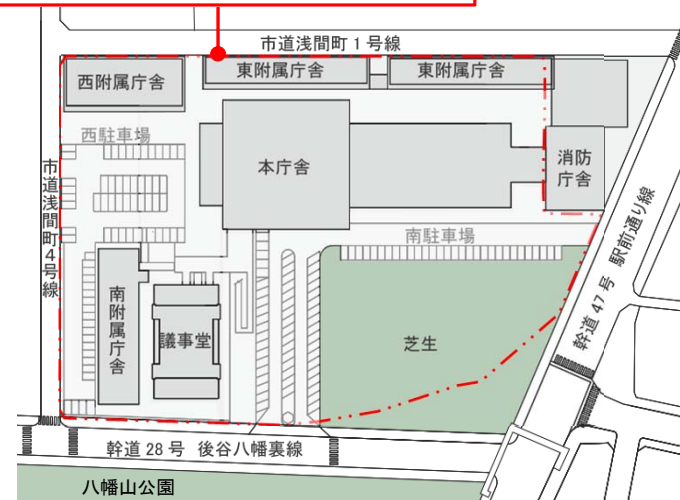 市道浅間町1号線
西附属庁舎
東附属庁舎
東附属庁舎
西駐車場
本庁舎
消防
庁舎
市道浅間町4号線
南駐車場
幹道47号 駅前通り線
南附属庁舎
議事堂
芝生
幹道28号 後谷八幡裏線
八幡山公園